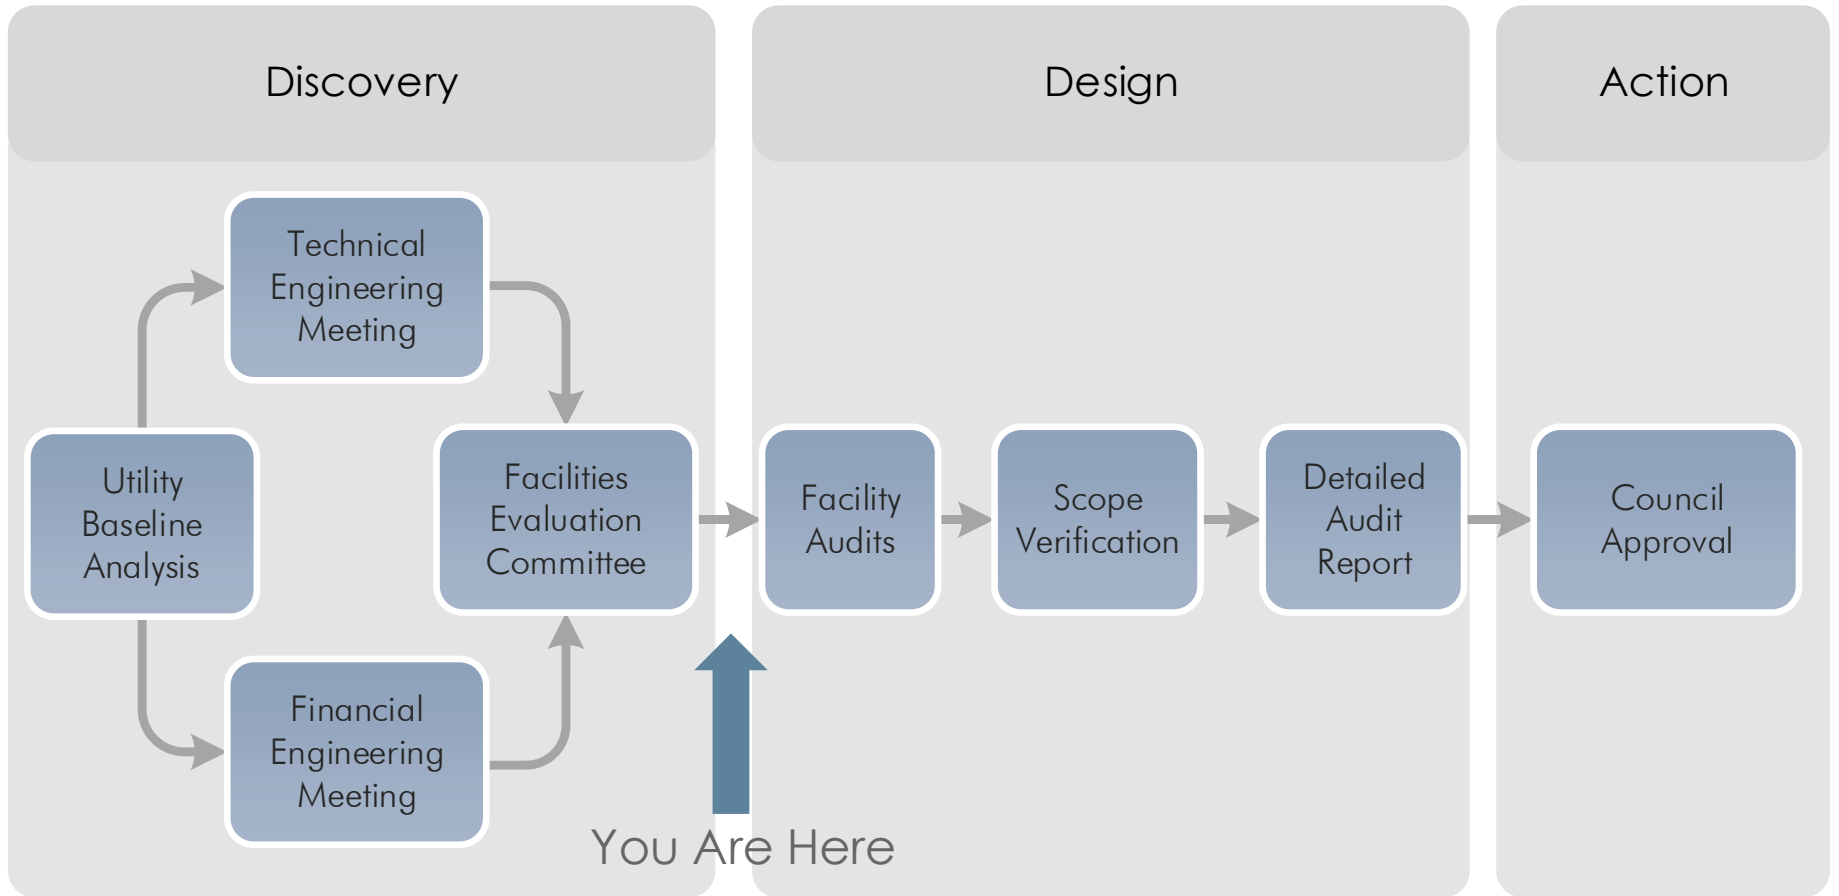 Discovery
Design
Action
Technical
Engineering
Meeting
Utility
Baseline
Analysis
Facilities
Evaluation
Committee
Financial
Engineering
Meeting
Facility
Audits
Scope
Verification
Detailed
Audit
Report
Council
Approval
You Are Here